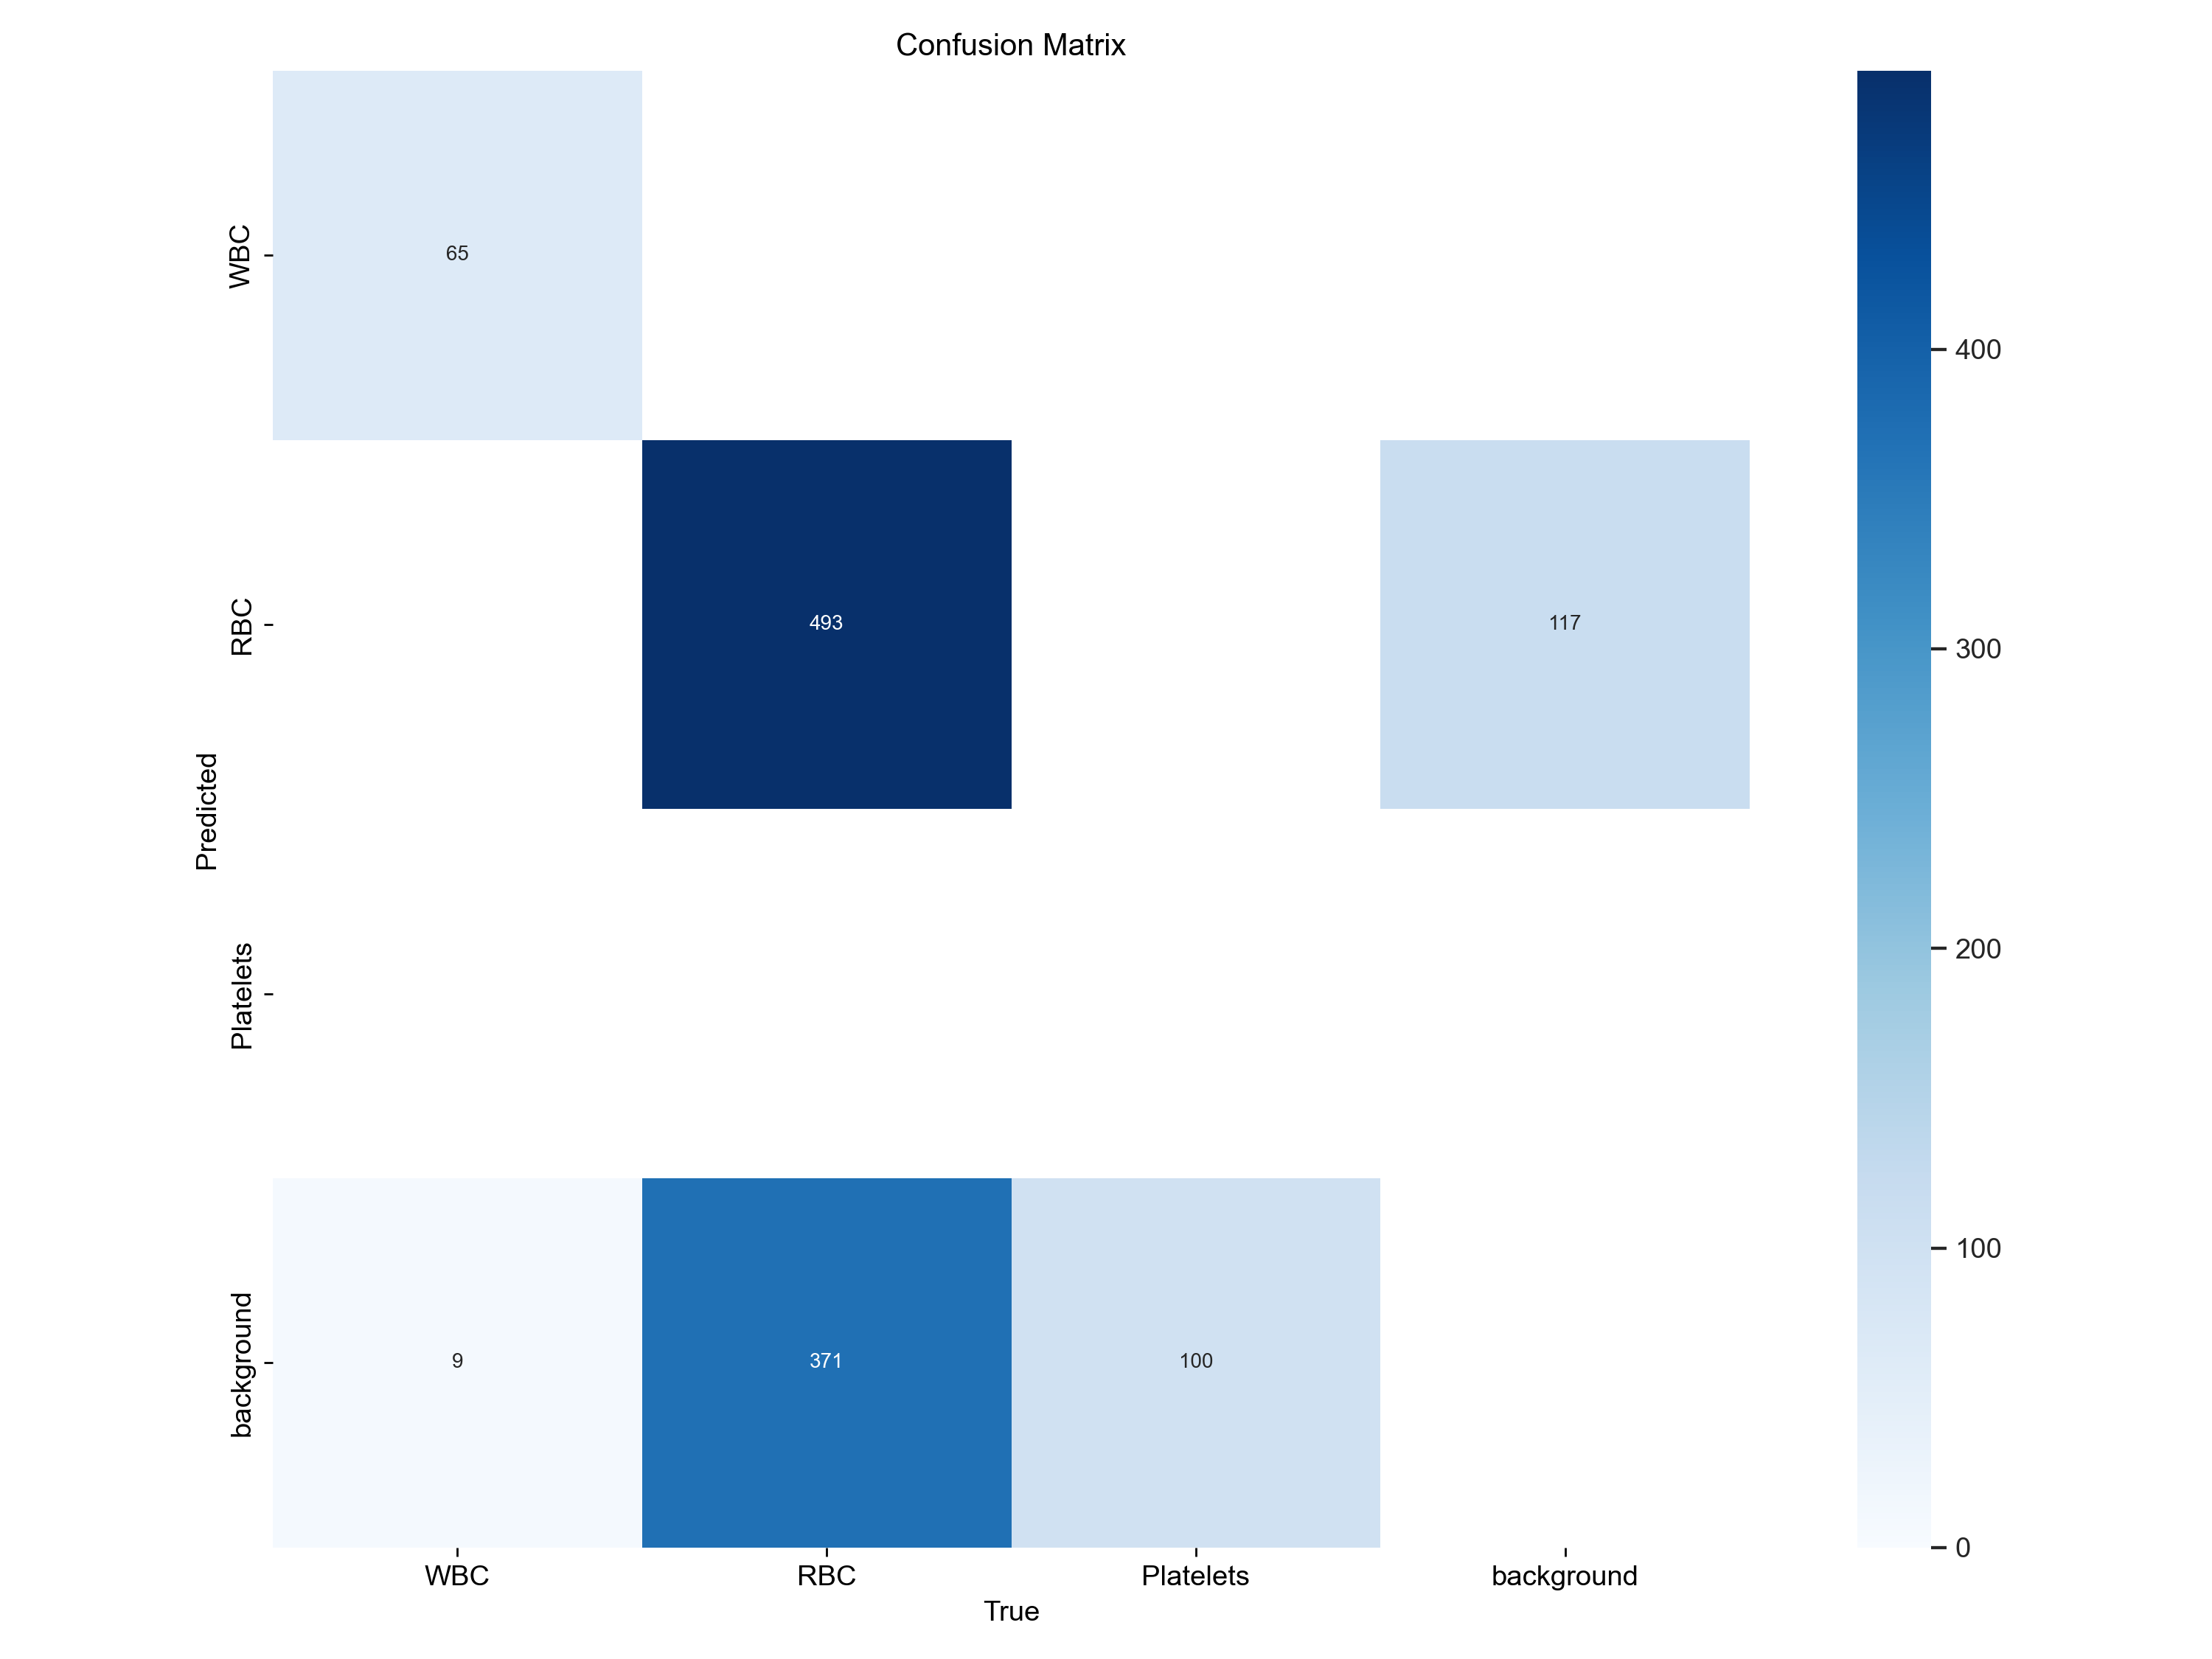 Confusion Matrix
WBC
65
400
RBC
493
117
300
Predicted
Platelets
200
background
9
371
100
100
0
WBC RBC Platelets background
True